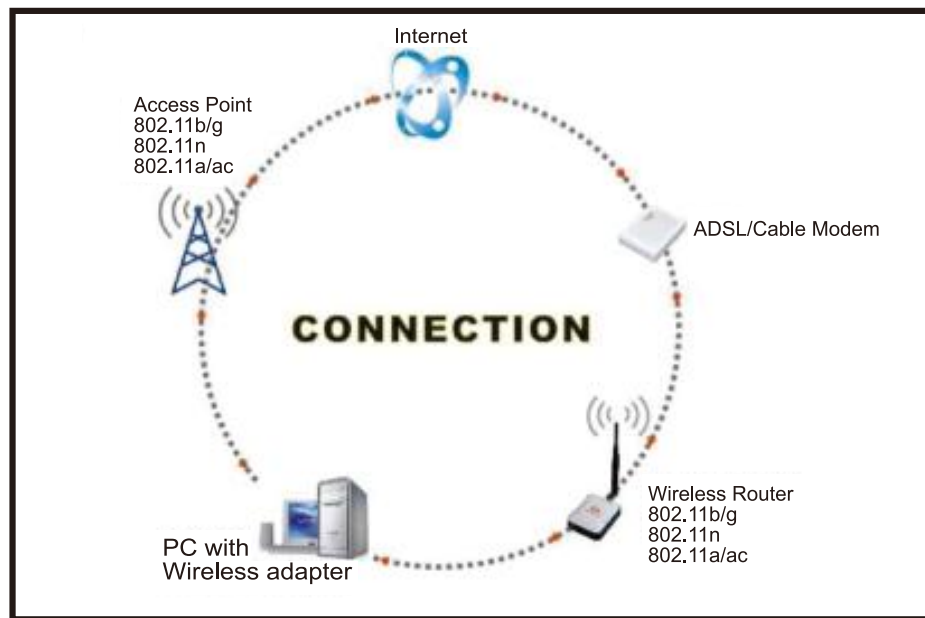 Internet
Access Point
802.11b/g
802.11n
802.11a/ac
ADSL/Cable Modem
CONNECTION
Wireless Router
802.11b/g
802.11n
802.11a/ac
PC with
Wireless adapter